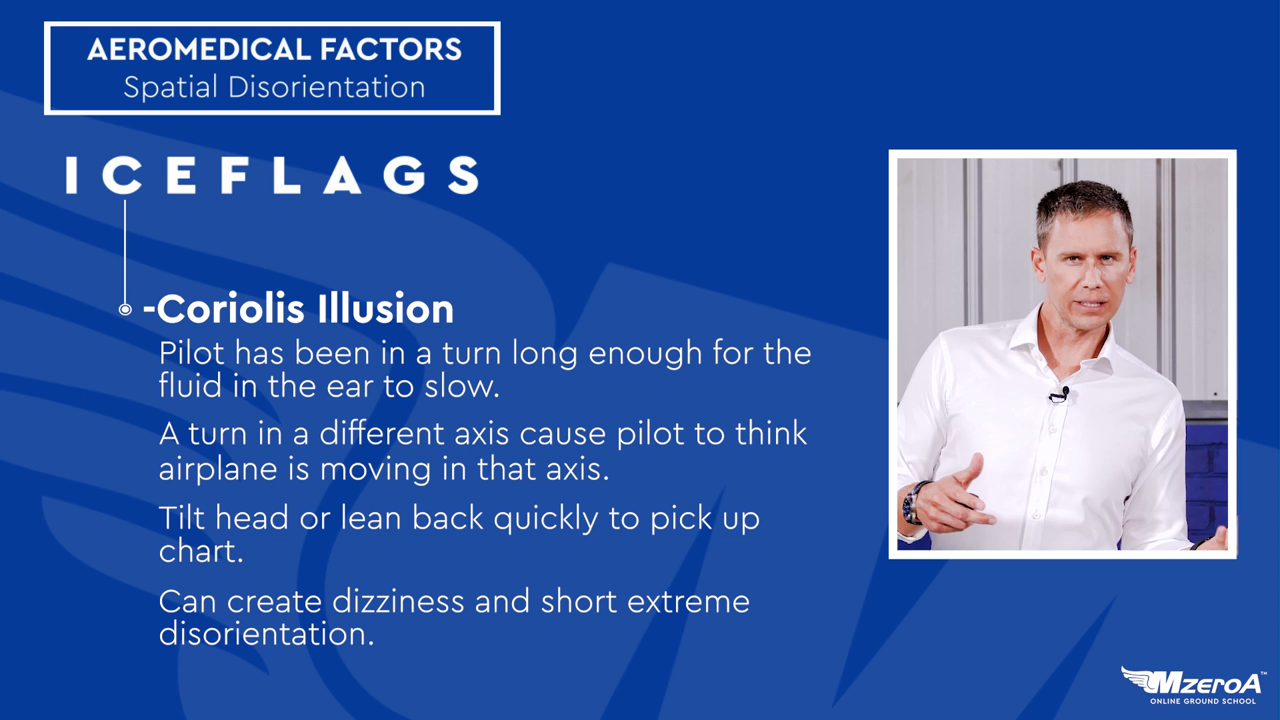 AEROMEDICAL FACTORS
Spatial Disorientation
ICEFLAGS
-Coriolis Illusion
Pilot has been in a turn long enough for the
fluid in the ear to slow.
A turn in a different axis cause pilot to think
airplane is moving in that axis.
Tilt head or lean back quickly to pick up
chart.
Can create dizziness and short extreme
disorientation.
MzeroA™
ONLINE GROUND SCHOOL